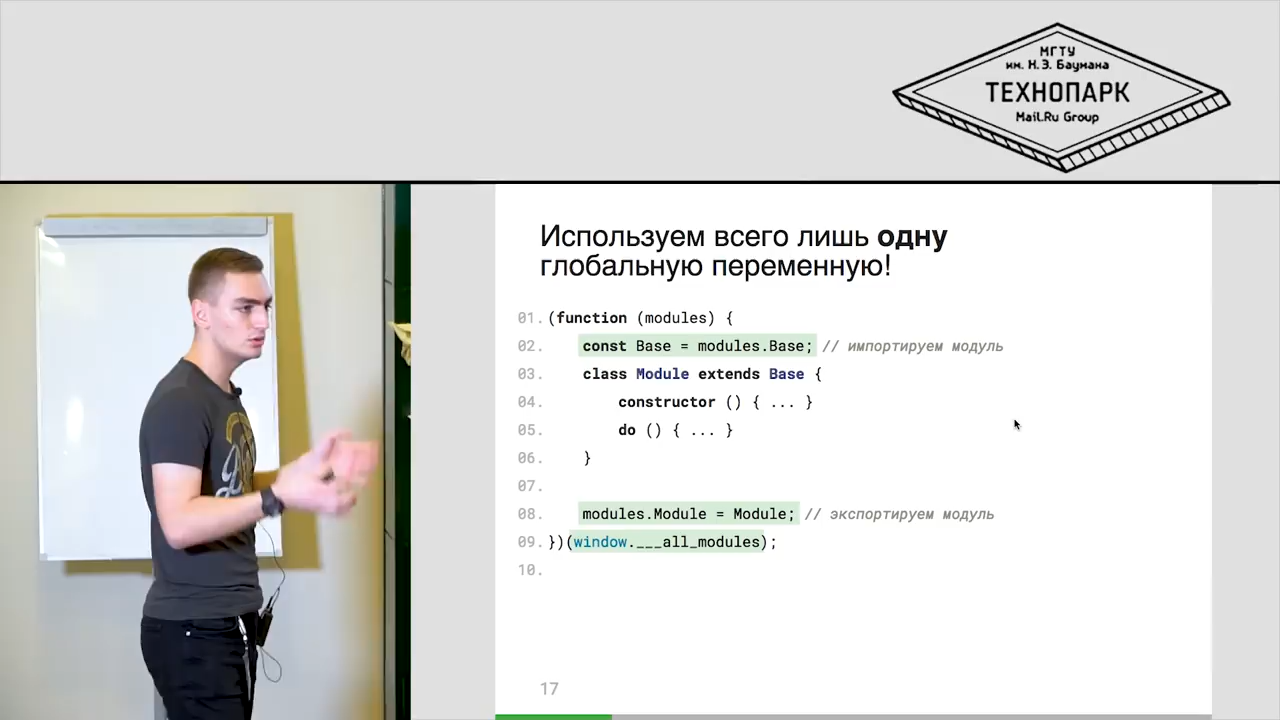 МГТУ
им. Н.Э. Баумана
ТЕХНОПАРК
Mail.Ru Group
Используем всего лишь одну
глобальную переменную!
01. (function (modules) {
02. const Base = modules.Base; // импортируем модуль
03. class Module extends Base {
04. constructor () { ... }
05. do () { ... }
06. }
07.
08. modules.Module = Module; // экспортируем модуль
09. })(window.___all_modules);
10.
17